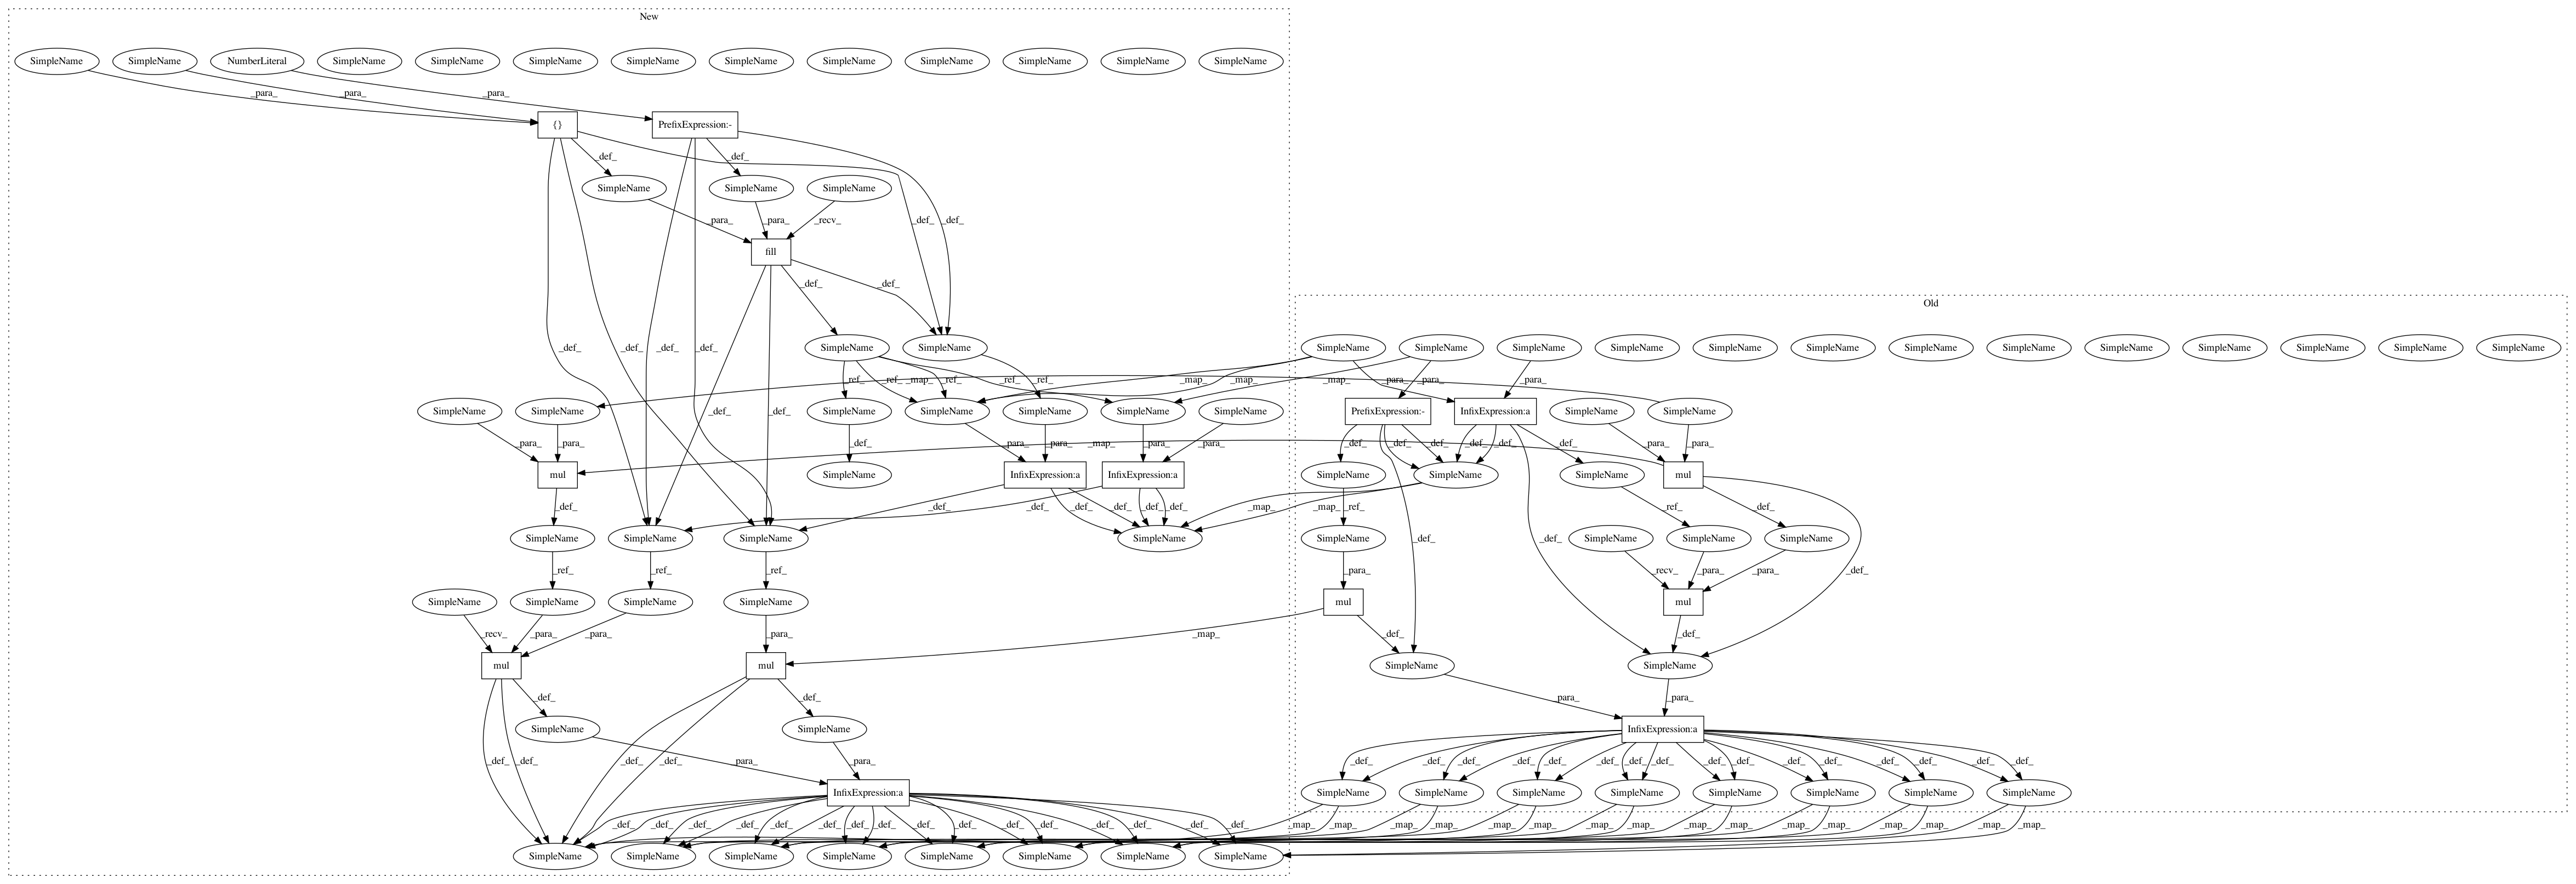 New
SimpleName SimpleName NumberLiteral SimpleName SimpleName SimpleName SimpleName SimpleName SimpleName SimpleName SimpleName SimpleName SimpleName
_para_ _para_ _para_
{} PrefixExpression:-
_def_ _def_
SimpleName SimpleName SimpleName
_para_ _para_ _recv_ _def_ _def_
fill
_def_ _def_
Old
SimpleName SimpleName SimpleName SimpleName SimpleName SimpleName SimpleName SimpleName SimpleName SimpleName SimpleName SimpleName SimpleName SimpleName SimpleName
_def_ _def_ _def_
_ref_ _ref_ _map_ _ref_ _ref_ _ref_ _map_ _map_ _map_ _para_ _para_ _para_
SimpleName SimpleName SimpleName SimpleName SimpleName SimpleName SimpleName PrefixExpression:- InfixExpression:a SimpleName SimpleName
_def_ _def_
_para_ _para_ _def_ _para_ _para_ _para_ _para_ _map_ _def_ _def_ _def_ _def_ _def_ _para_ _para_
mul SimpleName InfixExpression:a InfixExpression:a SimpleName SimpleName SimpleName mul
_def_ _def_ _def_ _def_ _def_ _def_ _def_ _map_ _map_ _ref_ _ref_ _def_
SimpleName SimpleName SimpleName SimpleName SimpleName SimpleName SimpleName SimpleName
_def_ _def_
_ref_ _ref_ _ref_ _para_ _recv_ _para_ _para_ _def_
SimpleName SimpleName SimpleName SimpleName mul mul
_recv_ _para_ _para_ _para_ _map_ _def_ _def_
mul mul SimpleName SimpleName
_def_ _def_ _para_ _para_
SimpleName SimpleName InfixExpression:a
_def_ _def_ _def_ _def_ _para_ _para_ _def_ _def_ _def_ _def_ _def_ _def_ _def_ _def_ _def_ _def_ _def_ _def_ _def_ _def_ _def_ _def_
InfixExpression:a SimpleName SimpleName SimpleName SimpleName SimpleName SimpleName SimpleName SimpleName
_def_ _def_ _def_ _def_ _def_ _def_ _def_ _def_ _def_ _def_ _def_ _def_ _def_ _def_ _def_ _map_ _map_ _map_ _map_ _map_ _map_ _map_ _map_ _map_ _map_ _map_ _map_ _map_ _map_ _map_ _map_
SimpleName SimpleName SimpleName SimpleName SimpleName SimpleName SimpleName SimpleName